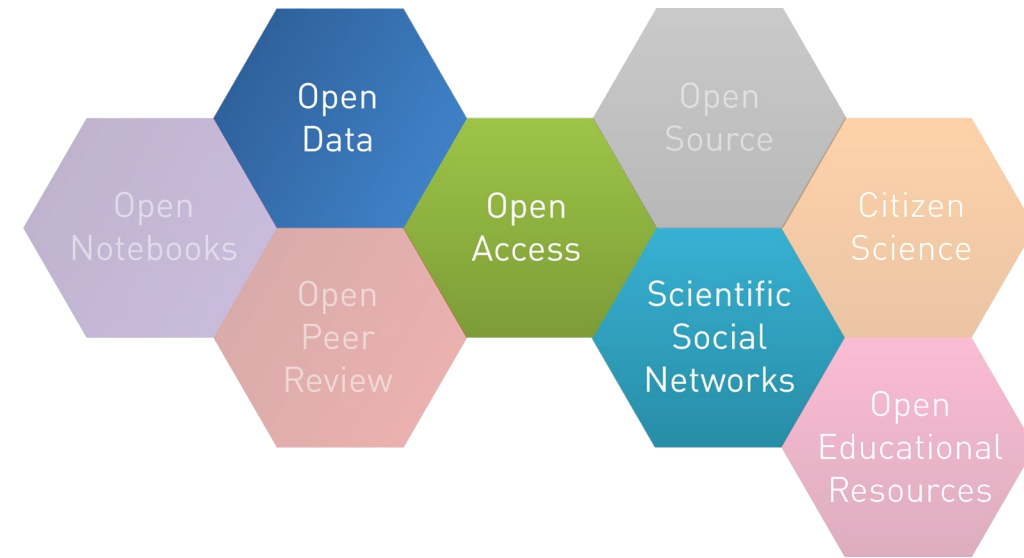 Open
Notebooks
Open
Data
Open
Peer
Review
Open
Access
Open
Source
Scientific
Social
Networks
Citizen
Science
Open
Educational
Resources